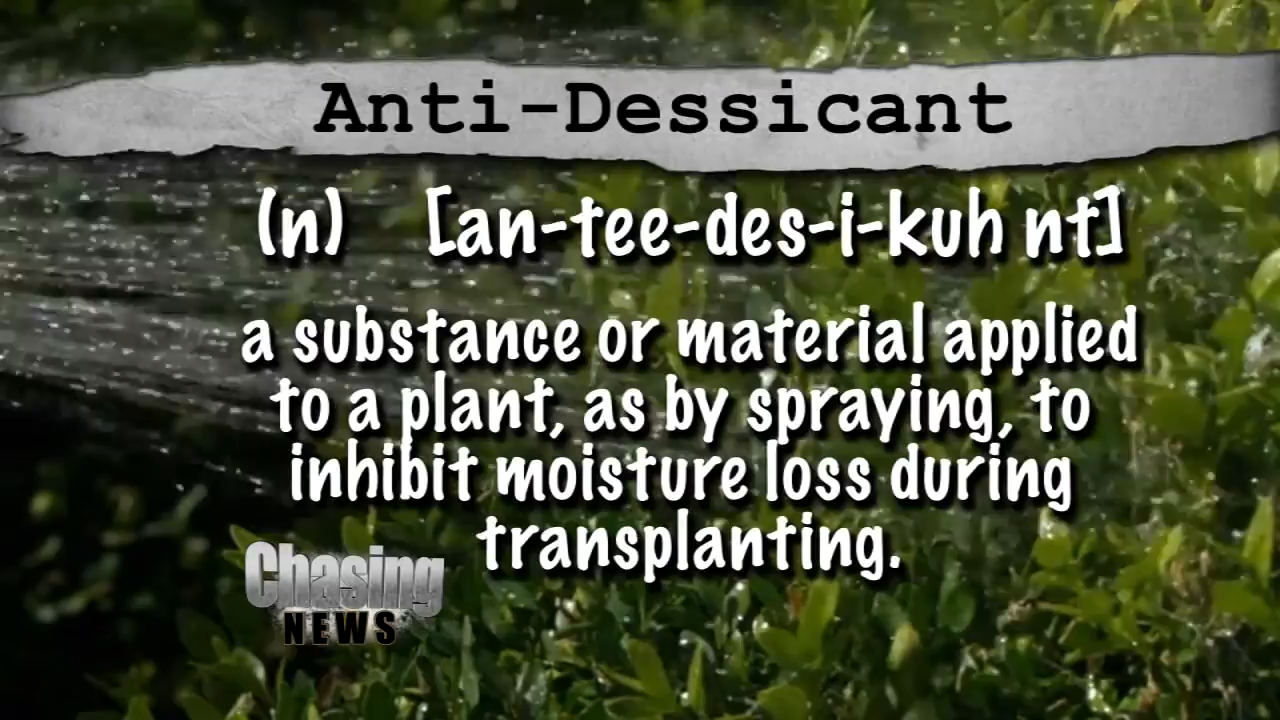 Anti-Dessicant
(n) [an-tee-des-i-kuh nt]
a substance or material applied
to a plant, as by spraying, to
inhibit moisture loss during
transplanting.
Chasing
NEWS